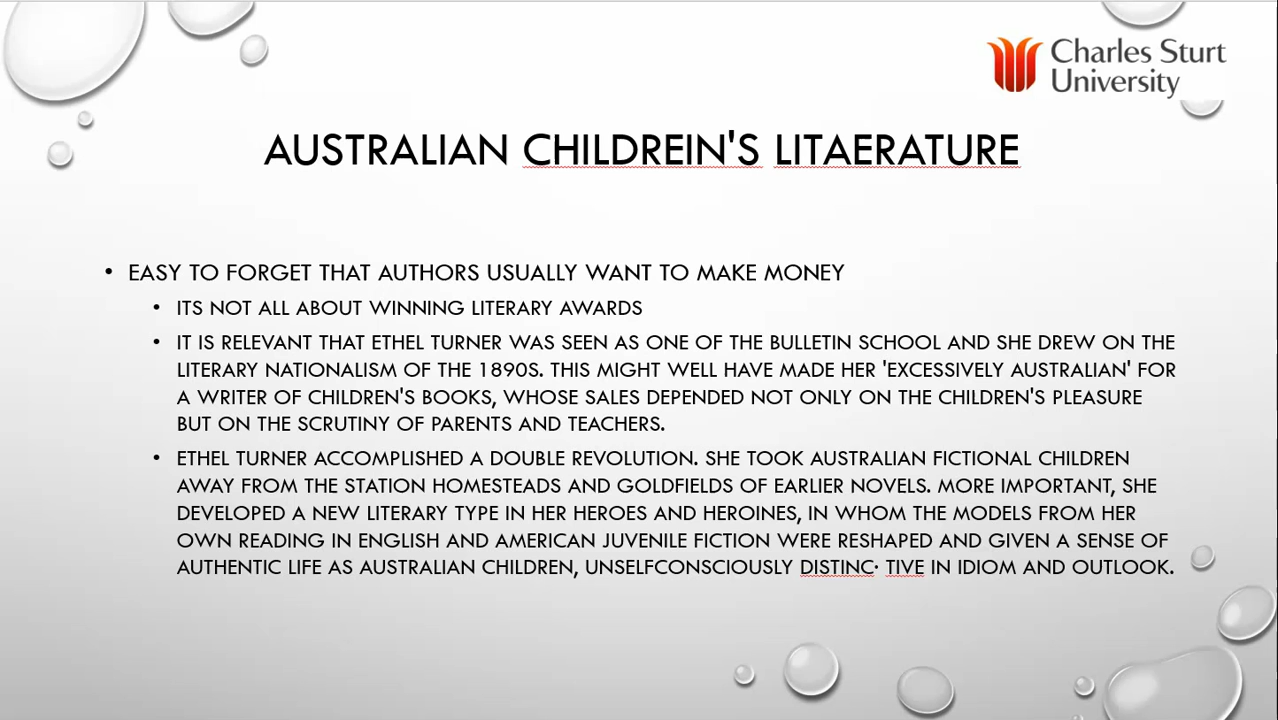 Charles Sturt
University
AUSTRALIAN CHILDREIN'S LITAERATURE
• EASY TO FORGET THAT AUTHORS USUALLY WANT TO MAKE MONEY
• ITS NOT ALL ABOUT WINNING LITERARY AWARDS
• IT IS RELEVANT THAT ETHEL TURNER WAS SEEN AS ONE OF THE BULLETIN SCHOOL AND SHE DREW ON THE
LITERARY NATIONALISM OF THE 1890S. THIS MIGHT WELL HAVE MADE HER 'EXCESSIVELY AUSTRALIAN' FOR
A WRITER OF CHILDREN'S BOOKS, WHOSE SALES DEPENDED NOT ONLY ON THE CHILDREN'S PLEASURE
BUT ON THE SCRUTINY OF PARENTS AND TEACHERS.
• ETHEL TURNER ACCOMPLISHED A DOUBLE REVOLUTION. SHE TOOK AUSTRALIAN FICTIONAL CHILDREN
AWAY FROM THE STATION HOMESTEADS AND GOLDFIELDS OF EARLIER NOVELS. MORE IMPORTANT, SHE
DEVELOPED A NEW LITERARY TYPE IN HER HEROES AND HEROINES, IN WHOM THE MODELS FROM HER
OWN READING IN ENGLISH AND AMERICAN JUVENILE FICTION WERE RESHAPED AND GIVEN A SENSE OF
AUTHENTIC LIFE AS AUSTRALIAN CHILDREN, UNSELFCONSCIOUSLY DISTINC· TIVE IN IDIOM AND OUTLOOK.